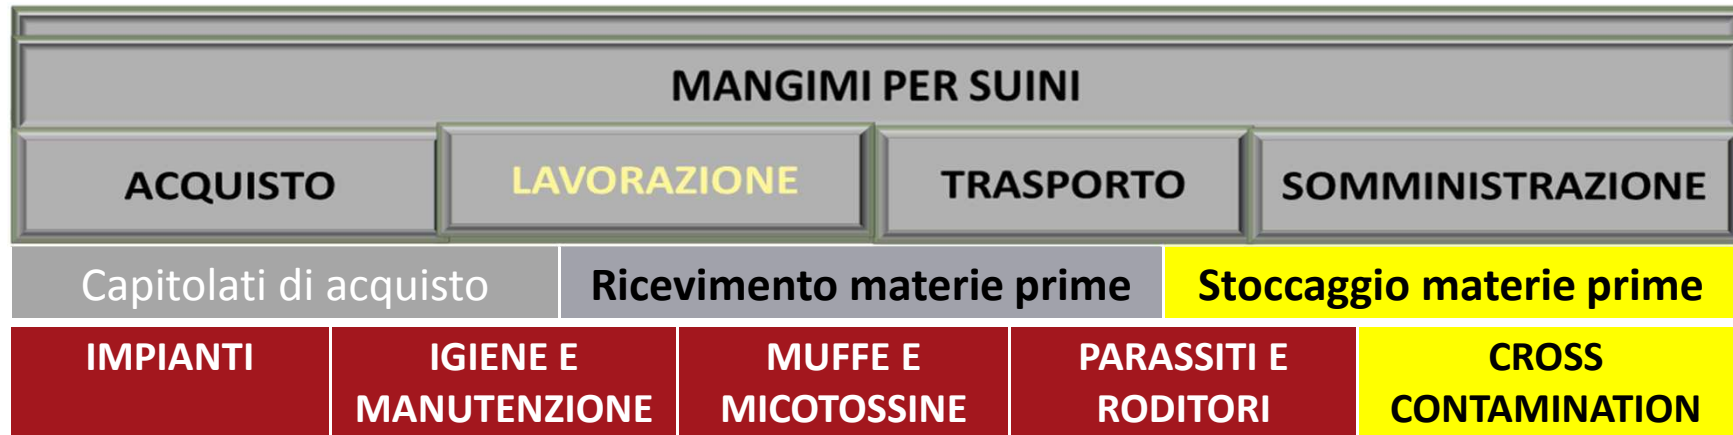 MANGIMI PER SUINI
ACQUISTO LAVORAZIONE TRASPORTO SOMMINISTRAZIONE
Capitolati di acquisto Ricevimento materie prime Stoccaggio materie prime
IMPIANTI IGIENE E MUFFE E PARASSITI E CROSS
MANUTENZIONE MICOTOSSINE RODITORI CONTAMINATION